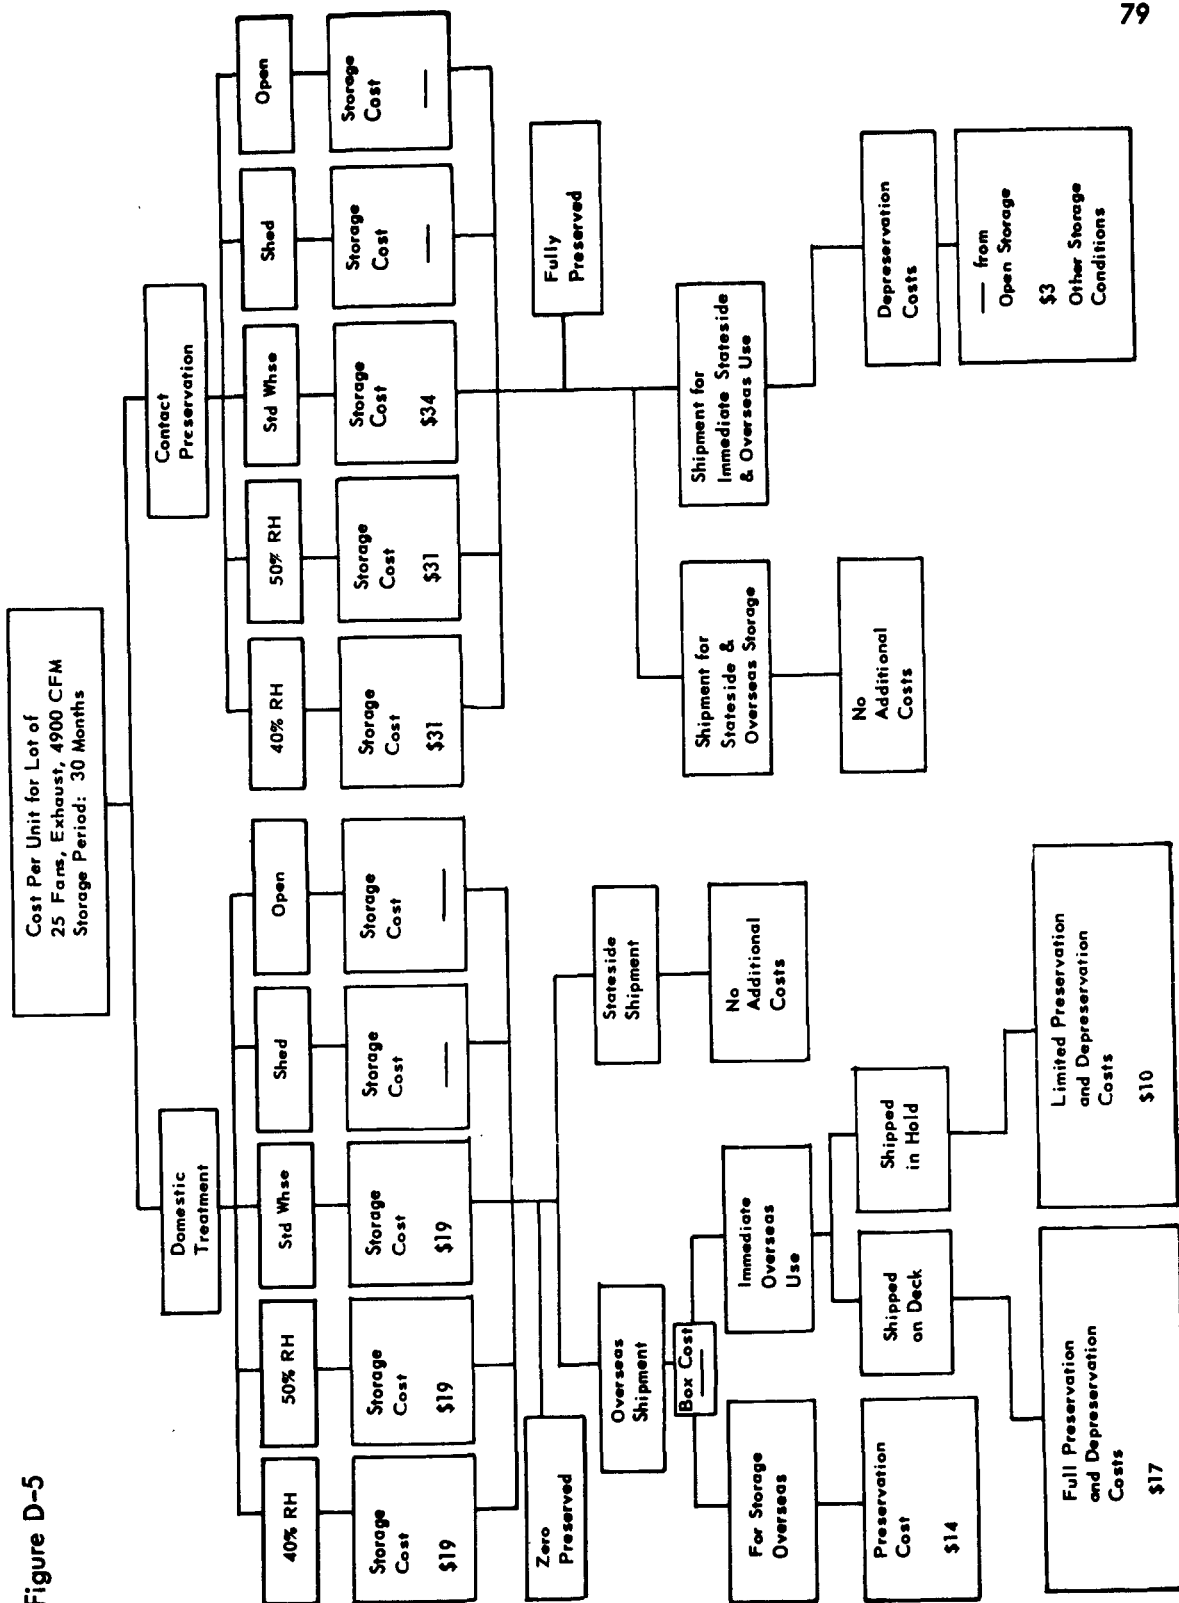 79
Figure D-5
Cost Per Unit for Lot of
25 Fans, Exhaust, 4900 CFM
Storage Period: 30 Months
Domestic
Treatment
40% RH
50% RH
Std Whse
Shed
Open
Storage
Cost
$19
Storage
Cost
$19
Storage
Cost
$19
Storage
Cost
—
Storage
Cost
—
Zero
Preserved
Overseas
Shipment
Stateside
Shipment
Box Cost
—
No
Additional
Costs
For Storage
Overseas
Immediate
Overseas
Use
Preservation
Cost
$14
Shipped
on Deck
Shipped
in Hold
Full Preservation
and Depreservation
Costs
$17
Limited Preservation
and Depreservation
Costs
$10
Contact
Preservation
40% RH
50% RH
Std Whse
Shed
Open
Storage
Cost
$31
Storage
Cost
$31
Storage
Cost
$34
Storage
Cost
—
Storage
Cost
—
Fully
Preserved
Shipment for
Stateside &
Overseas Storage
Shipment for
Immediate Stateside
& Overseas Use
No
Additional
Costs
Depreservation
Costs
— from
Open Storage
$3
Other Storage
Conditions